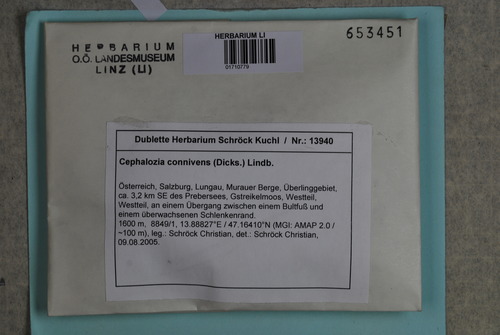 HERBARIUM
O.Ö. LANDESMUSEUM
LINZ (LI)
HERBARIUM LI
01710779
653451
Dublette Herbarium Schröck Kuchl / Nr.: 13940
Cephalozia connivens (Dicks.) Lindb.
Österreich, Salzburg, Lungau, Murauer Berge, Überlinggebiet,
ca. 3,2 km SE des Prebersees, Gstreikelmoos, Westteil,
Westteil, an einem Übergang zwischen einem Bultfuß und
einem überwachsenen Schlenkenrand.
1600 m, 8849/1, 13.88827°E / 47.16410°N (MGI: AMAP 2.0 /
~100 m), leg.: Schröck Christian, det.: Schröck Christian,
09.08.2005.